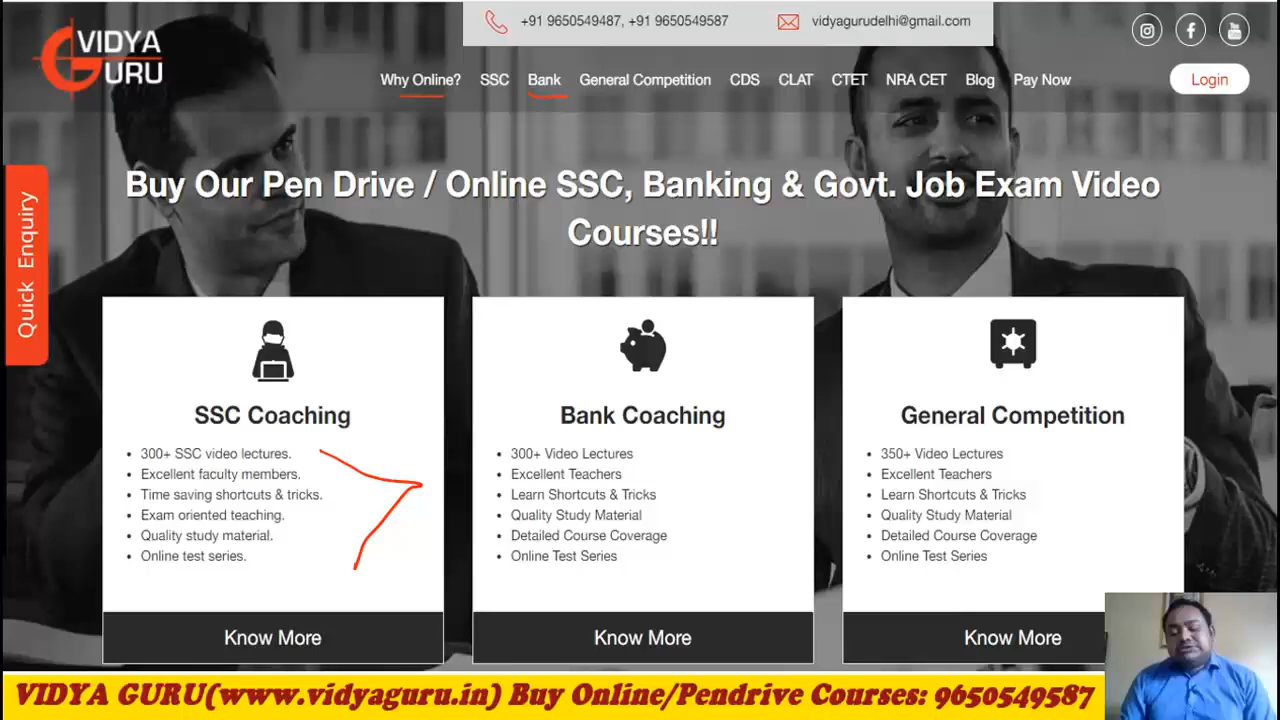 +91 9650549487, +91 9650549587 vidyagurudelhi@gmail.com
VIDYA
GURU
Why Online? SSC Bank General Competition CDS CLAT CTET NRA CET Blog Pay Now Login
Quick Enquiry
Buy Our Pen Drive / Online SSC, Banking & Govt. Job Exam Video
Courses!!
SSC Coaching
• 300+ SSC video lectures.
• Excellent faculty members.
• Time saving shortcuts & tricks.
• Exam oriented teaching.
• Quality study material.
• Online test series.
Know More
Bank Coaching
• 300+ Video Lectures
• Excellent Teachers
• Learn Shortcuts & Tricks
• Quality Study Material
• Detailed Course Coverage
• Online Test Series
Know More
General Competition
• 350+ Video Lectures
• Excellent Teachers
• Learn Shortcuts & Tricks
• Quality Study Material
• Detailed Course Coverage
• Online Test Series
Know More
VIDYA GURU(www.vidyaguru.in) Buy Online/Pendrive Courses: 9650549587